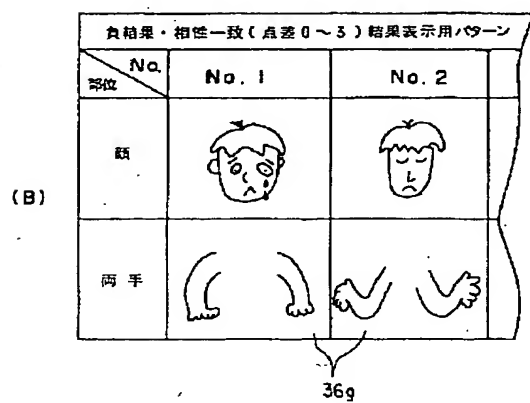 負結果・相性一致(点差0～3)結果表示用パターン
部位 No.
No. 1
No. 2
顔
(B)
両手
36g